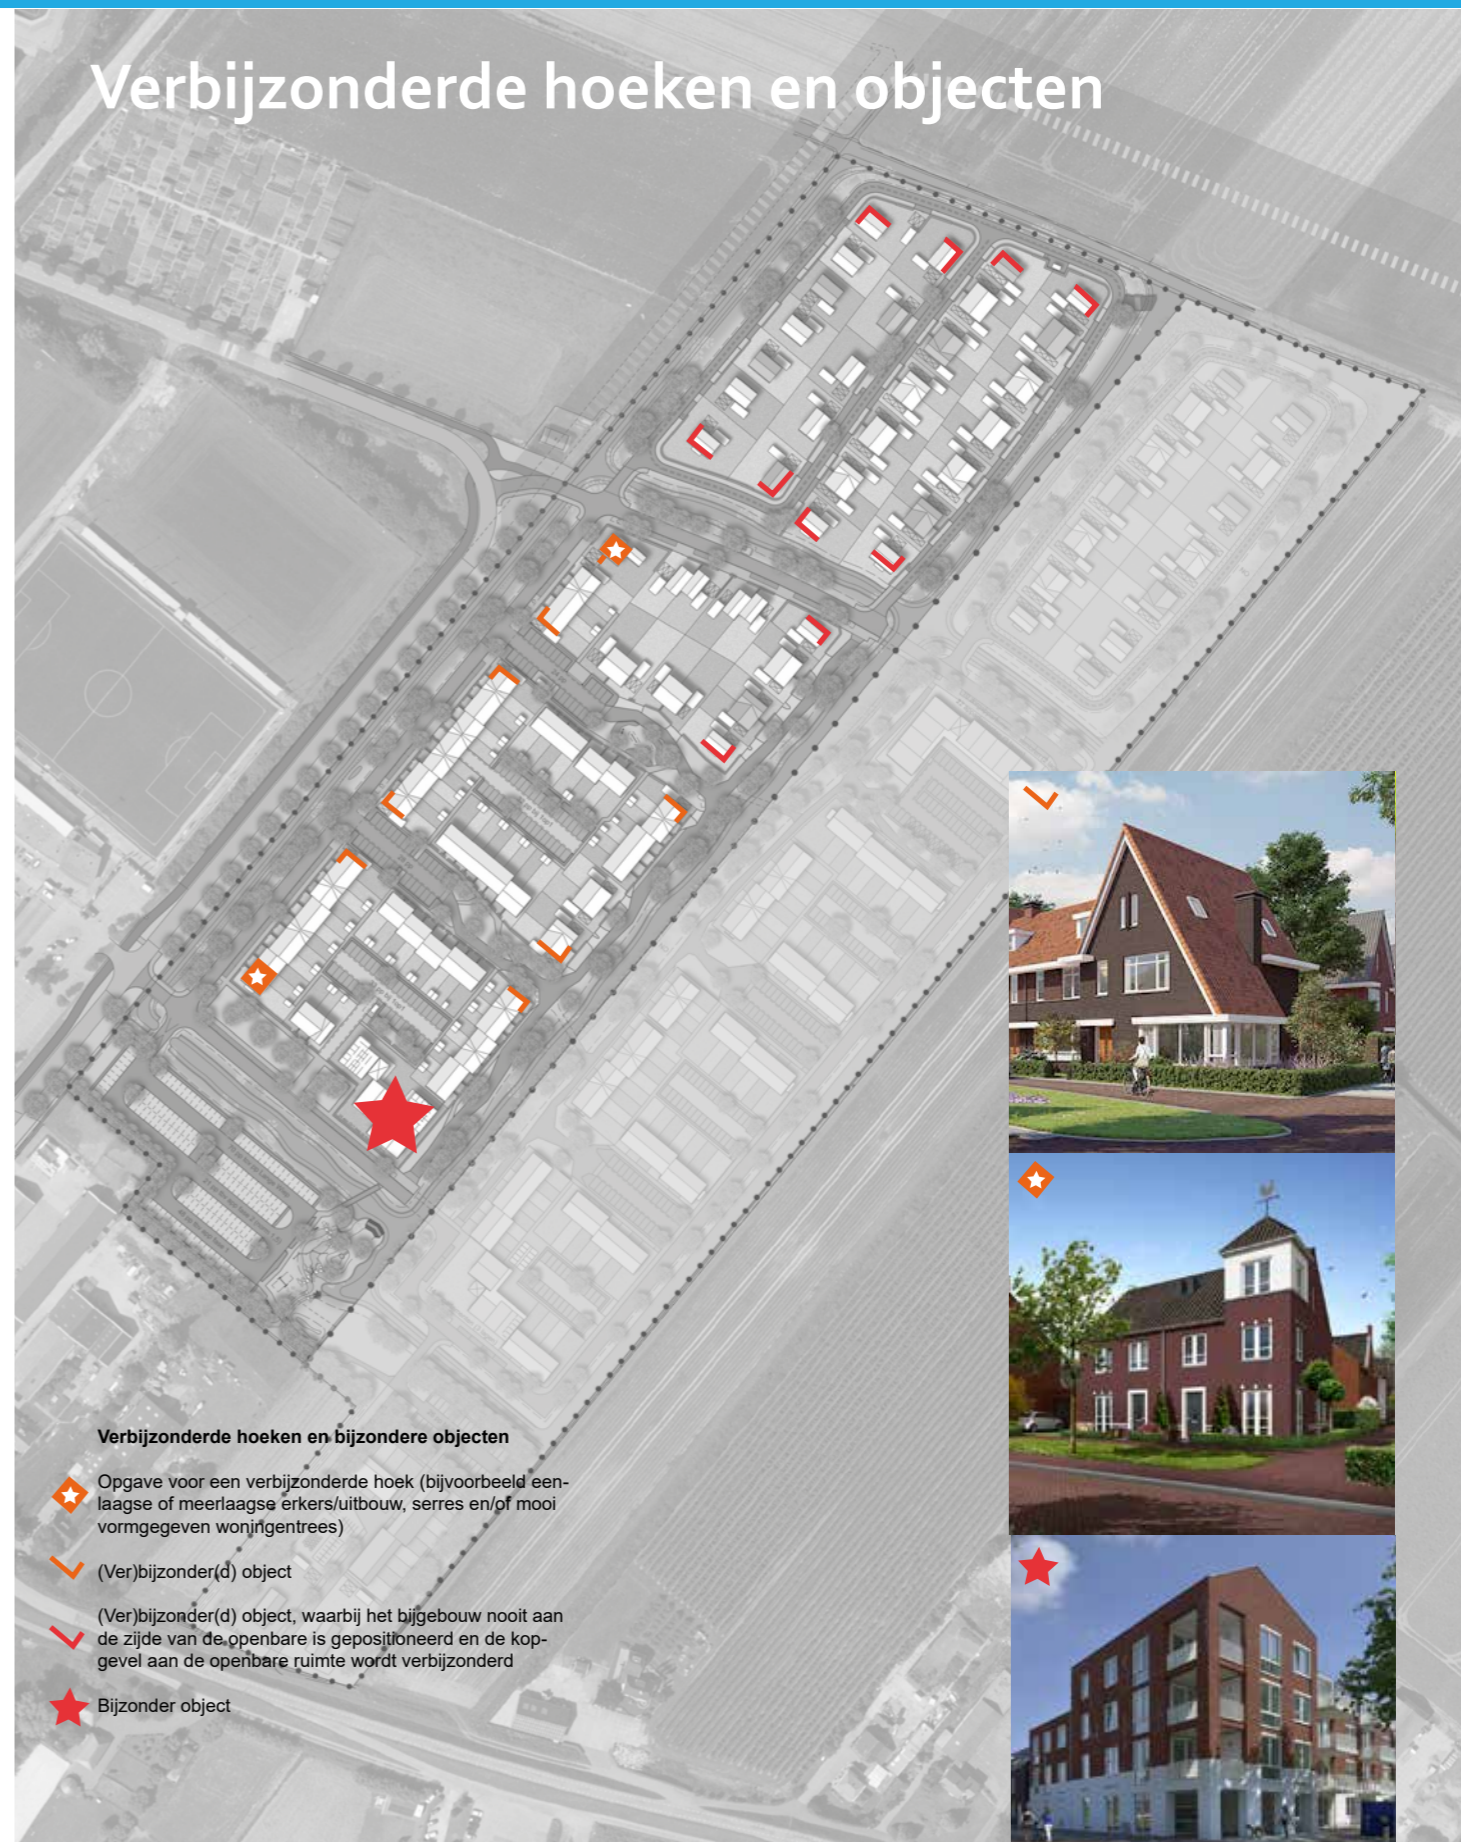 Verbijzonderde hoeken en objecten
Verbijzonderde hoeken en bijzondere objecten
Opgave voor een verbijzonderde hoek (bijvoorbeeld een-
laagse of meerlaagse erkers/uitbouw, serres en/of mooi
vormgegeven woningentrees)
(Ver)bijzonder(d) object
(Ver)bijzonder(d) object, waarbij het bijgebouw nooit aan
de zijde van de openbare is gepositioneerd en de kop-
gevel aan de openbare ruimte wordt verbijzonderd
Bijzonder object